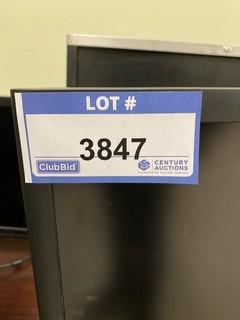 LOT #
3847
ClubBid
CENTURY
AUCTIONS